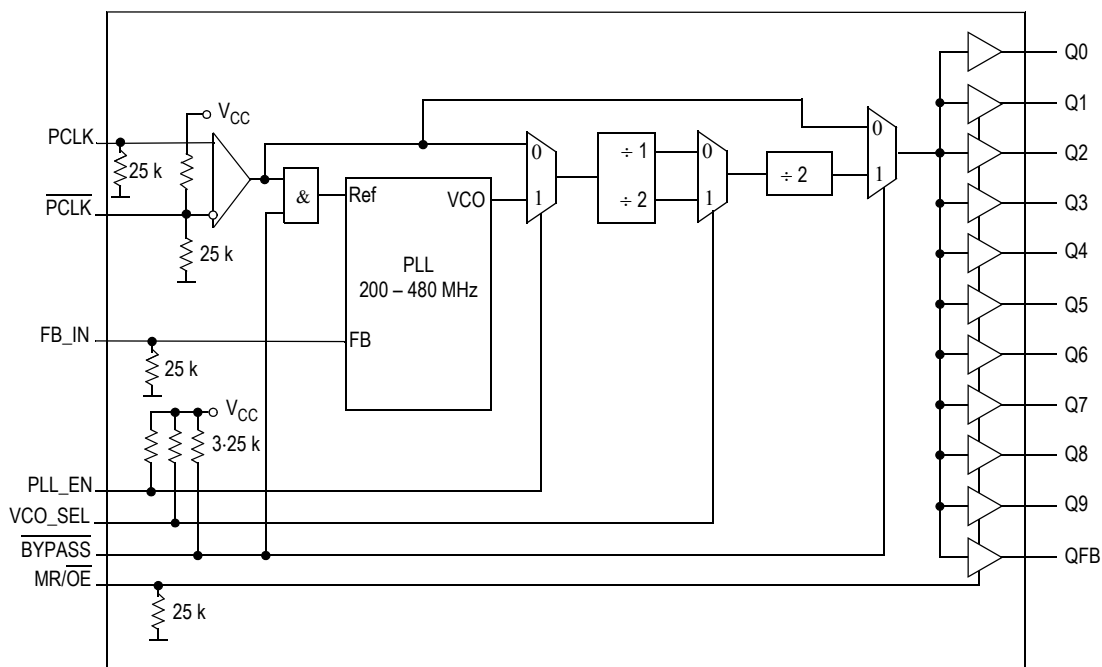 Q0
Q1
VCC
PCLK
0
0
Q2
25 k
÷ 1
0
&
Ref
VCO
1
÷ 2
1
÷ 2
1
PCLK
Q3
25 k
PLL
200 – 480 MHz
Q4
Q5
FB_IN
FB
25 k
Q6
Q7
VCC
3·25 k
Q8
PLL_EN
Q9
VCO_SEL
BYPASS
QFB
MR/OE
25 k